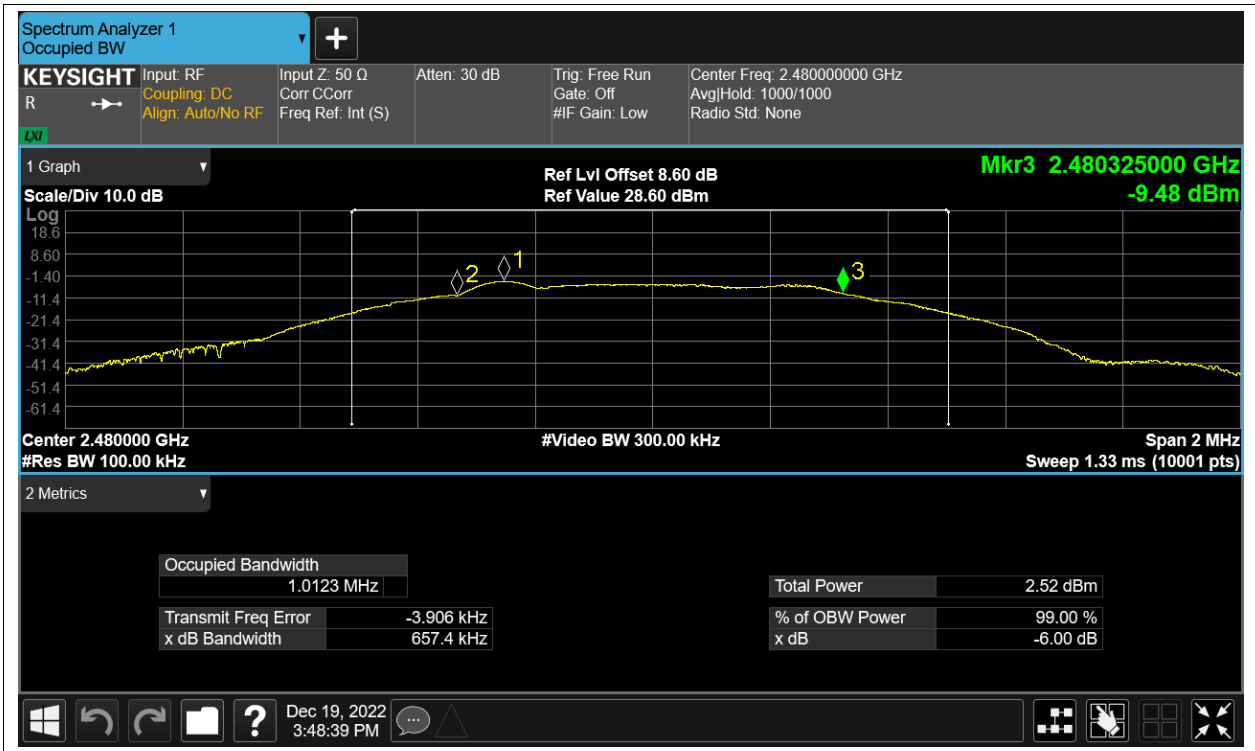 Spectrum Analyzer 1
Occupied BW
KEYSIGHT
R
LXI
Input: RF
Coupling: DC
Align: Auto/No RF
Input Z: 50 Ω
Corr CCorr
Freq Ref: Int (S)
Atten: 30 dB
Trig: Free Run
Gate: Off
#IF Gain: Low
Center Freq: 2.480000000 GHz
Avg|Hold: 1000/1000
Radio Std: None
1 Graph
Scale/Div 10.0 dB
Ref Lvl Offset 8.60 dB
Ref Value 28.60 dBm
Mkr3 2.480325000 GHz
-9.48 dBm
Log
18.6
8.60
-1.40
-11.4
-21.4
-31.4
-41.4
-51.4
-61.4
2
1
3
Center 2.480000 GHz
#Res BW 100.00 kHz
#Video BW 300.00 kHz
Span 2 MHz
Sweep 1.33 ms (10001 pts)
2 Metrics
Occupied Bandwidth
1.0123 MHz
Transmit Freq Error -3.906 kHz
x dB Bandwidth 657.4 kHz
Total Power 2.52 dBm
% of OBW Power 99.00 %
x dB -6.00 dB
?
Dec 19, 2022
3:48:39 PM